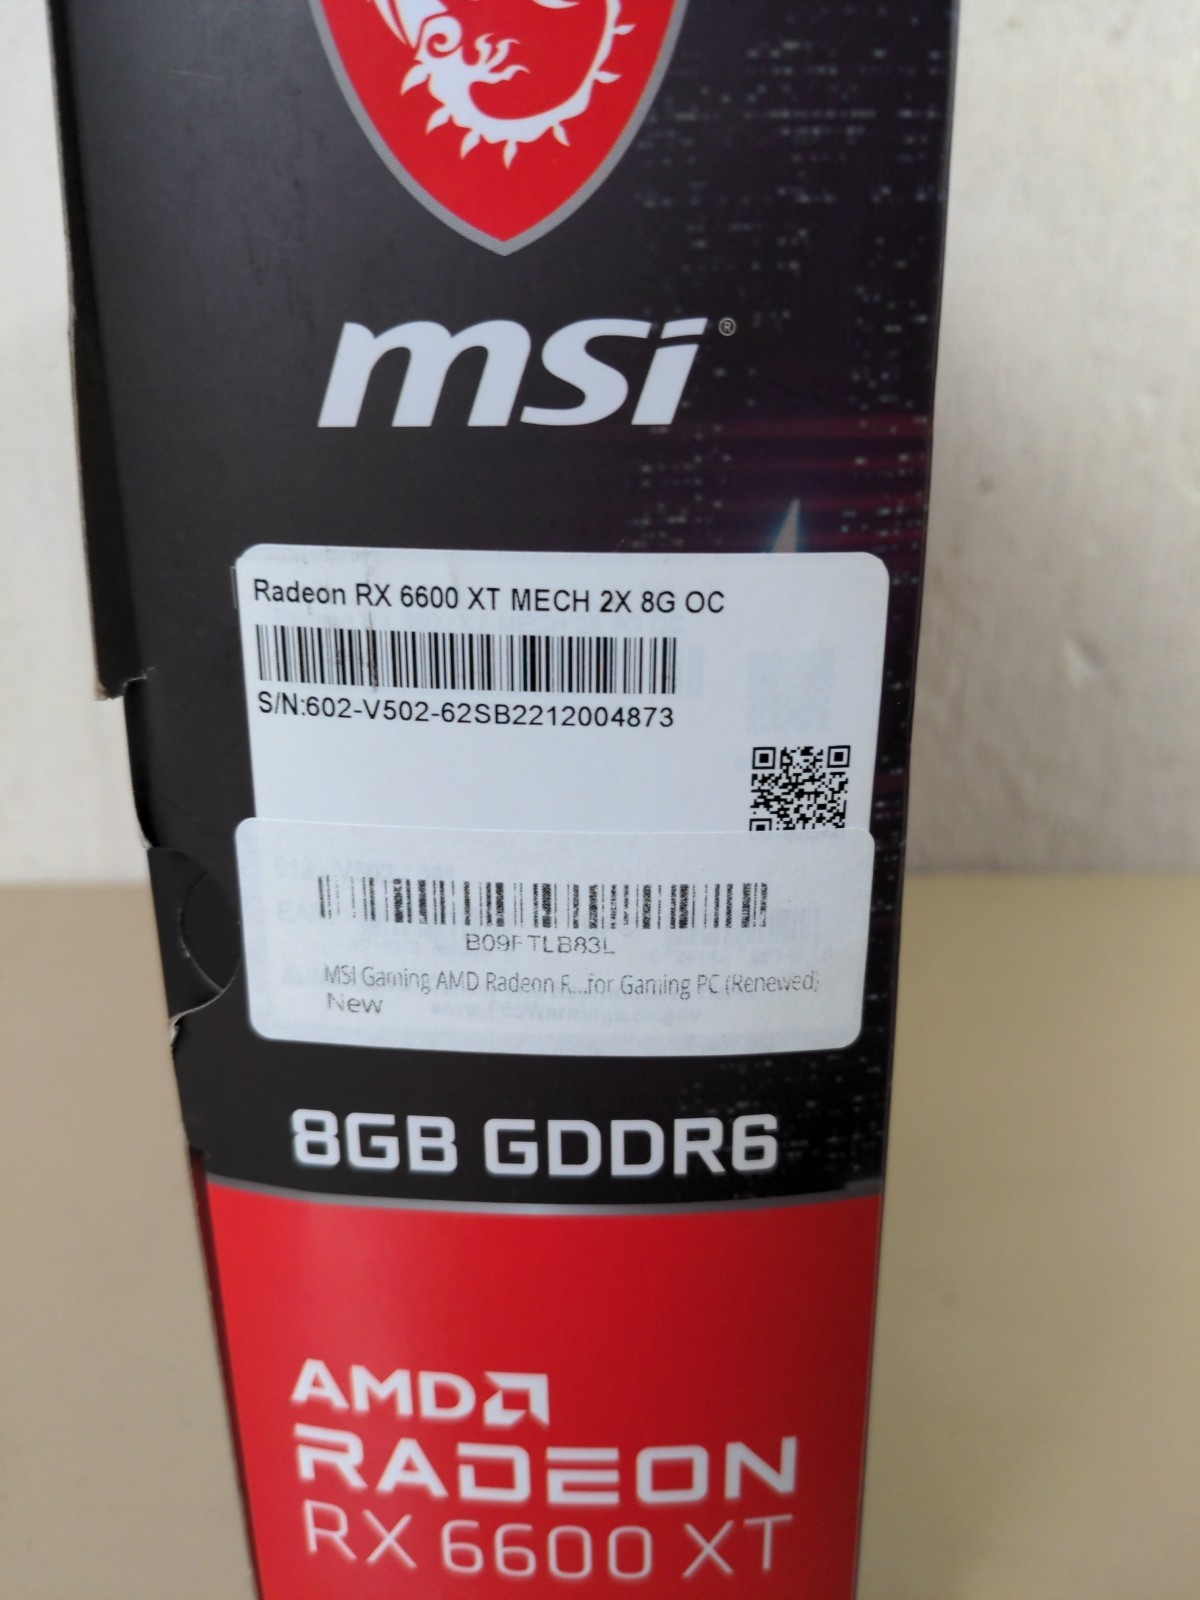 msi®
Radeon RX 6600 XT MECH 2X 8G OC
S/N:602-V502-62SB2212004873
B09FTLB83L
MSI Gaming AMD Radeon R...for Gaming PC (Renewed)
New
8GB GDDR6
AMD
RADEON
RX 6600 XT